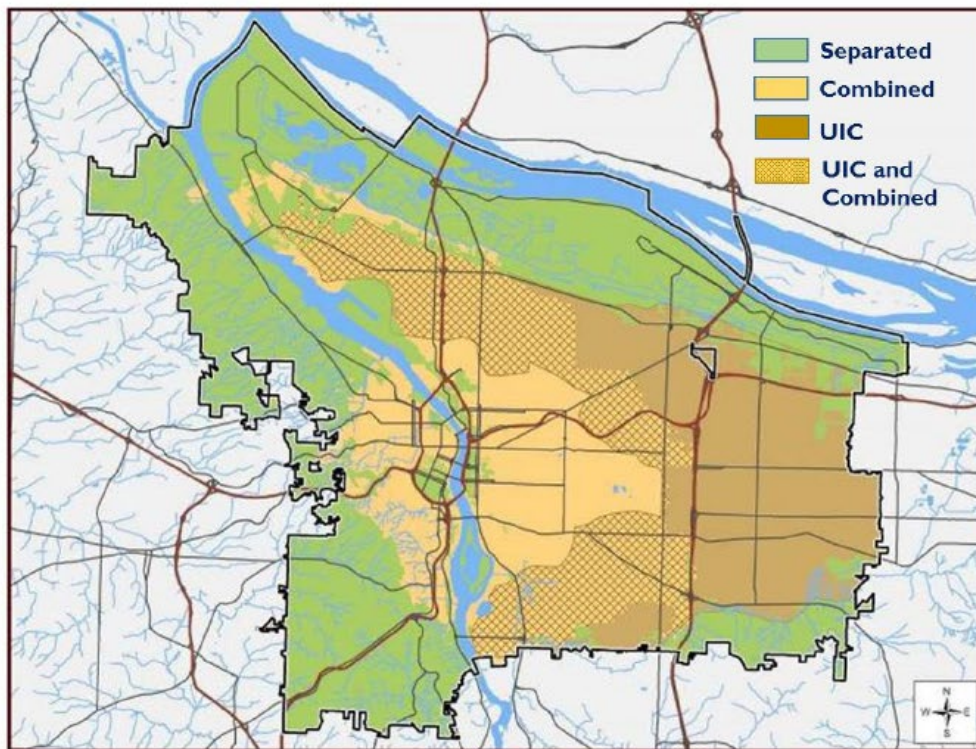 Separated
Combined
UIC
UIC and
Combined
N
W E
S